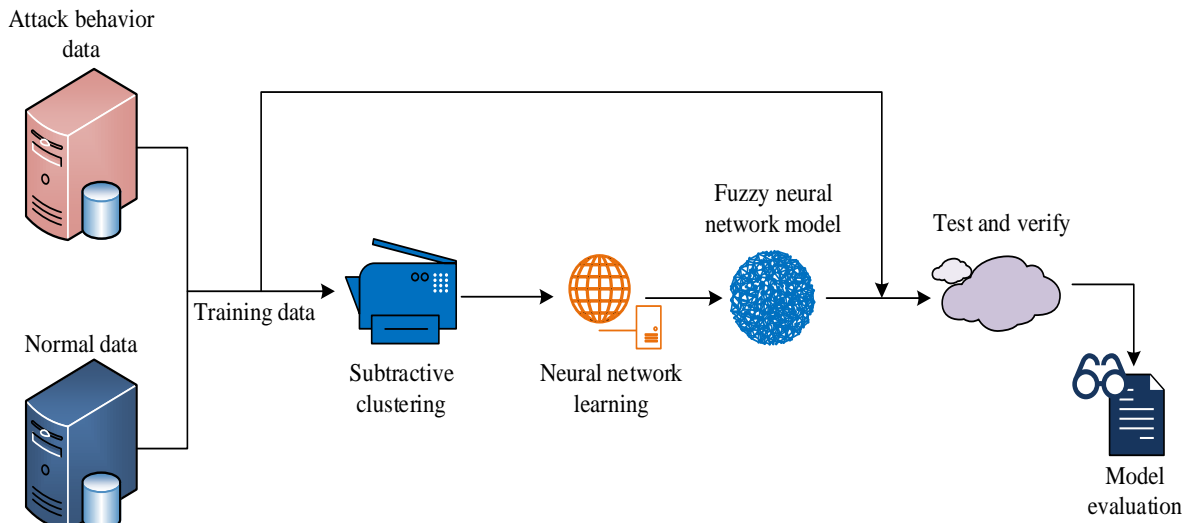 Attack behavior
data
Normal data
Training data
Subtractive
clustering
Neural network
learning
Fuzzy neural
network model
Test and verify
Model
evaluation